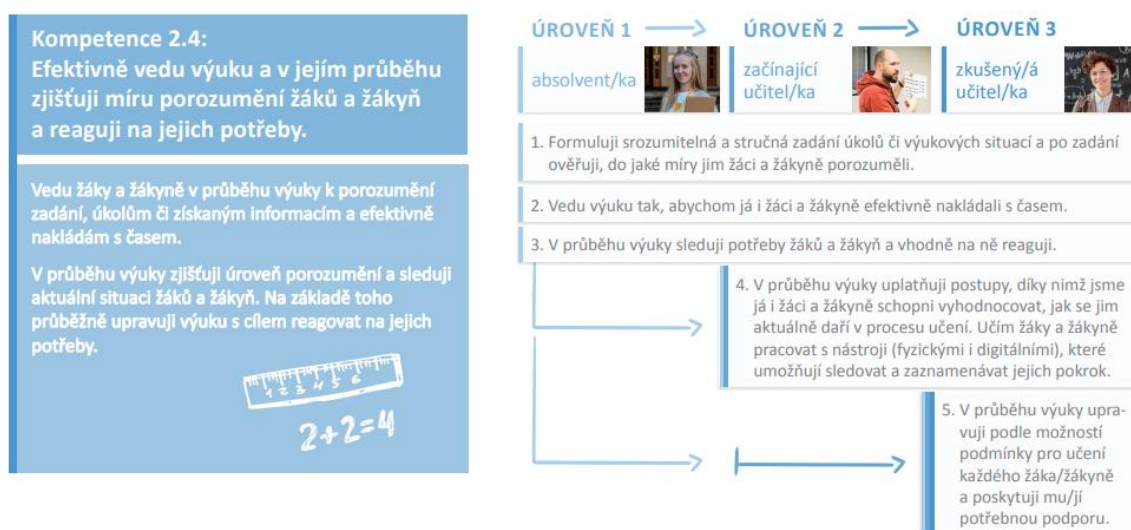 Kompetence 2.4:
Efektivně vedu výuku a v jejím průběhu
zjišťuji míru porozumění žáků a žákyň
a reaguji na jejich potřeby.
Vedu žáky a žákyně v průběhu výuky k porozumění
zadání, úkolům či získaným informacím a efektivně
nakládám s časem.
V průběhu výuky zjišťuji úroveň porozumění a sleduji
aktuální situaci žáků a žákyň. Na základě toho
průběžně upravuji výuku s cílem reagovat na jejich
potřeby.
1 2 3 4 5 6
2+2=4
ÚROVEŇ 1
absolvent/ka
ÚROVEŇ 2
začínající
učitel/ka
ÚROVEŇ 3
zkušený/á
učitel/ka
1. Formuluji srozumitelná a stručná zadání úkolů či výukových situací a po zadání
ověřuji, do jaké míry jim žáci a žákyně porozuměli.
2. Vedu výuku tak, abychom já i žáci a žákyně efektivně nakládali s časem.
3. V průběhu výuky sleduji potřeby žáků a žákyň a vhodně na ně reaguji.
4. V průběhu výuky uplatňuji postupy, díky nimž jsme
já i žáci a žákyně schopni vyhodnocovat, jak se jim
aktuálně daří v procesu učení. Učím žáky a žákyně
pracovat s nástroji (fyzickými i digitálními), které
umožňují sledovat a zaznamenávat jejich pokrok.
5. V průběhu výuky upra-
vuji podle možností
podmínky pro učení
každého žáka/žákyně
a poskytuji mu/jí
potřebnou podporu.